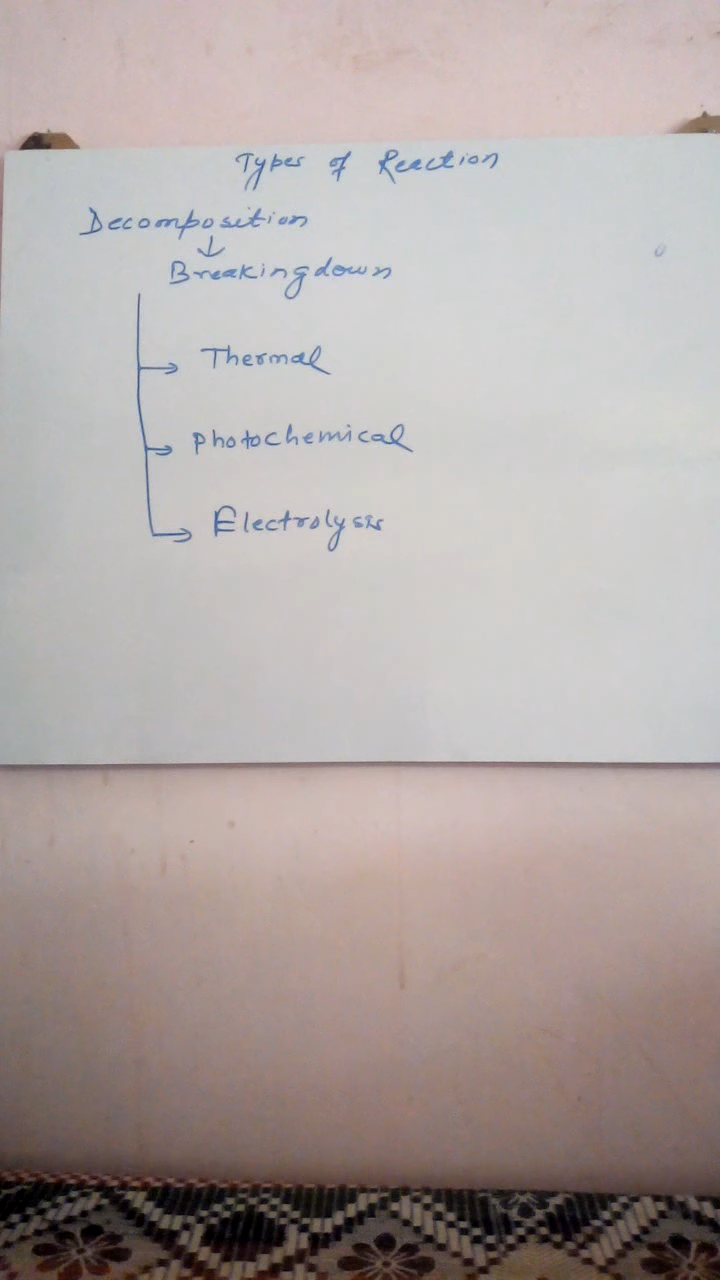 Types of Reaction
Decomposition
↓
Breakingdown
→ Thermal
→ Photochemical
→ Electrolysis